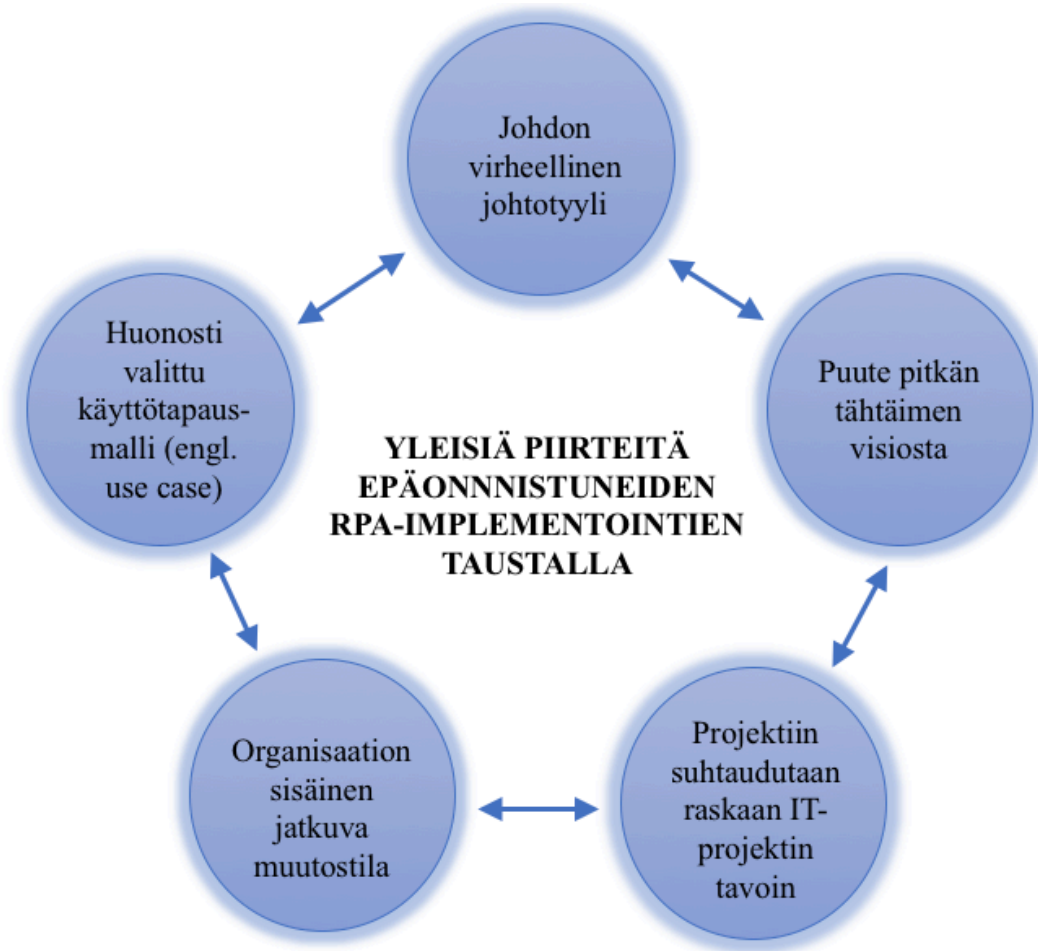 Johdon
virheellinen
johtotyyli
Puute pitkän
tähtäimen
visiosta
Projektiin
suhtaudutaan
raskaan IT-
projektin
tavoin
Organisaation
sisäinen
jatkuva
muutostila
Huonosti
valittu
käyttötapaus-
malli (engl.
use case)
YLEISIÄ PIIRTEITÄ
EPÄONNNISTUNEIDEN
RPA-IMPLEMENTOINTIEN
TAUSTALLA